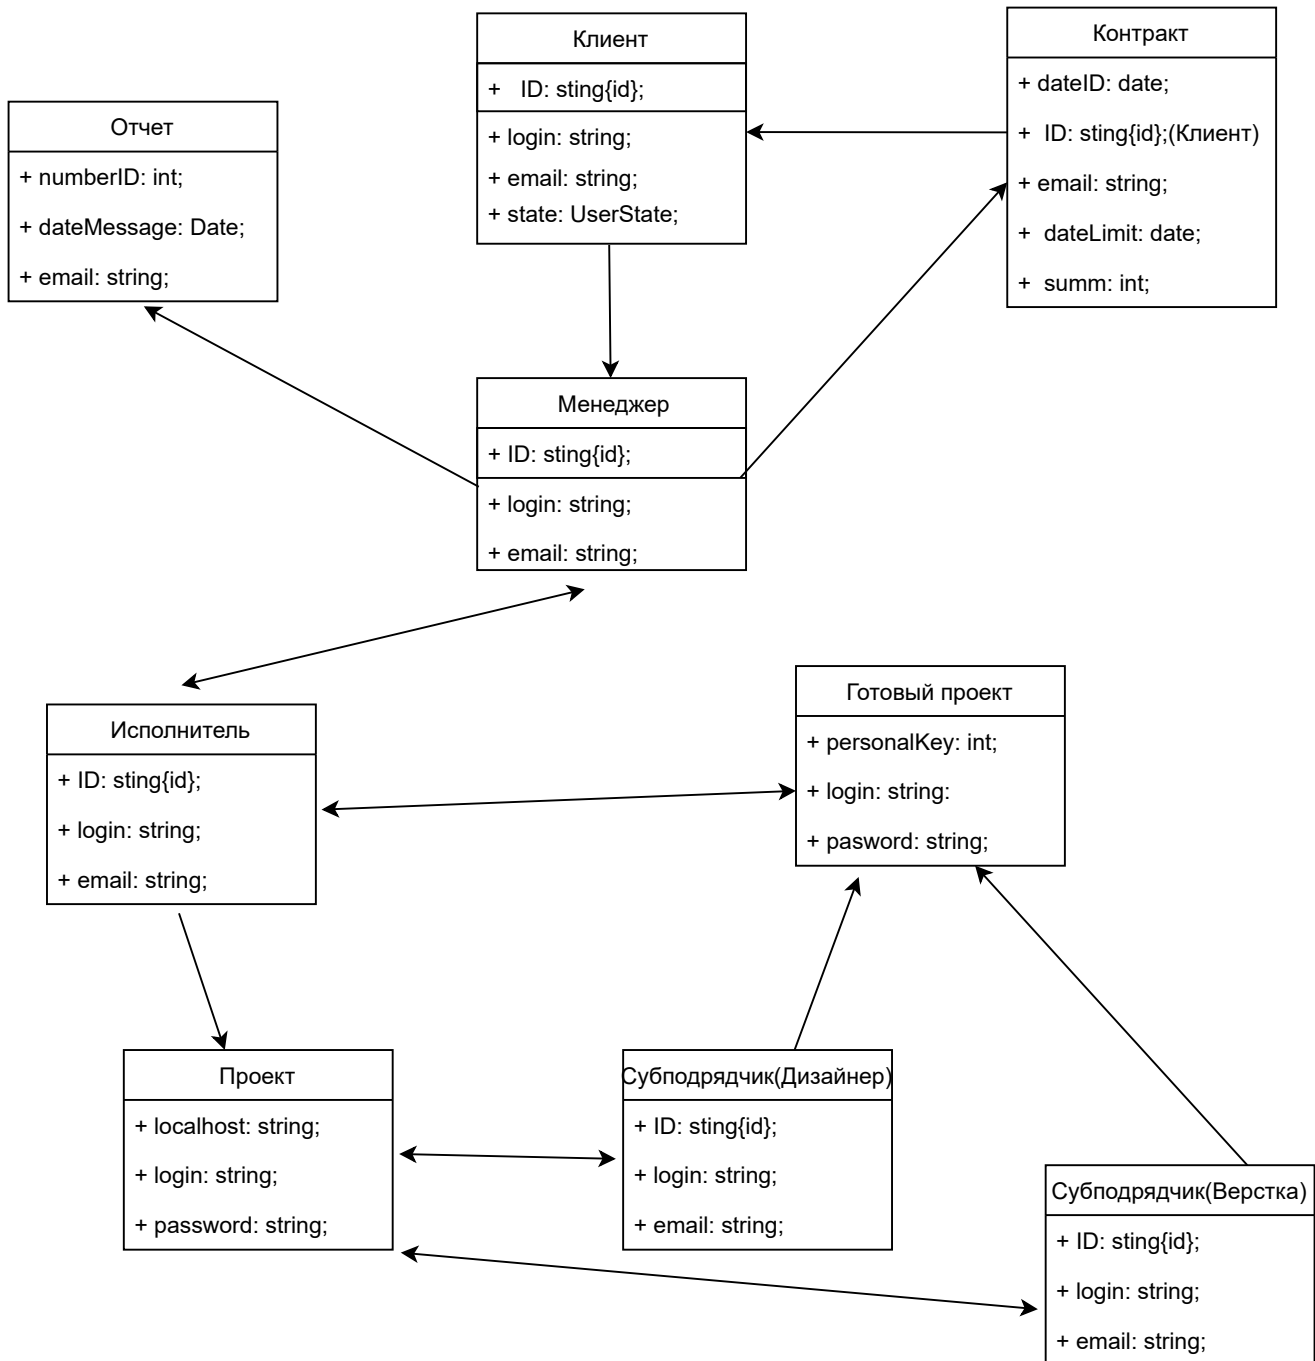 Клиент
+ ID: sting{id};
+ login: string;
+ email: string;
+ state: UserState;
Контракт
+ dateID: date;
+ ID: sting{id};(Клиент)
+ email: string;
+ dateLimit: date;
+ summ: int;
Отчет
+ numberID: int;
+ dateMessage: Date;
+ email: string;
Менеджер
+ ID: sting{id};
+ login: string;
+ email: string;
Исполнитель
+ ID: sting{id};
+ login: string;
+ email: string;
Готовый проект
+ personalKey: int;
+ login: string:
+ pasword: string;
Проект
+ localhost: string;
+ login: string;
+ password: string;
Субподрядчик(Дизайнер)
+ ID: sting{id};
+ login: string;
+ email: string;
Субподрядчик(Верстка)
+ ID: sting{id};
+ login: string;
+ email: string;